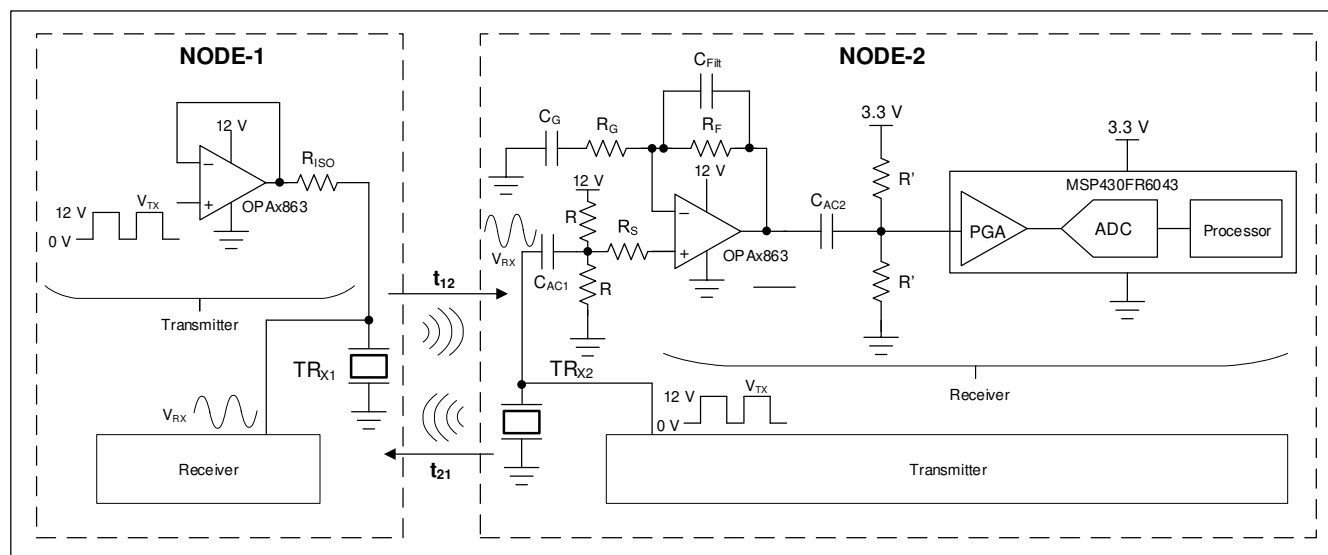 NODE-1
12 V
R_ISO
OPAx863
V_TX
12 V
0 V
Transmitter
TR_X1
V_RX
Receiver
t_12
t_21
NODE-2
C_Filt
C_G
R_G
R_F
12 V
12 V
R
R_S
OPAx863
V_RX
C_AC1
R
C_AC2
3.3 V
R'
R'
3.3 V
MSP430FR6043
PGA
ADC
Processor
Receiver
TR_X2
12 V
V_TX
0 V
Transmitter